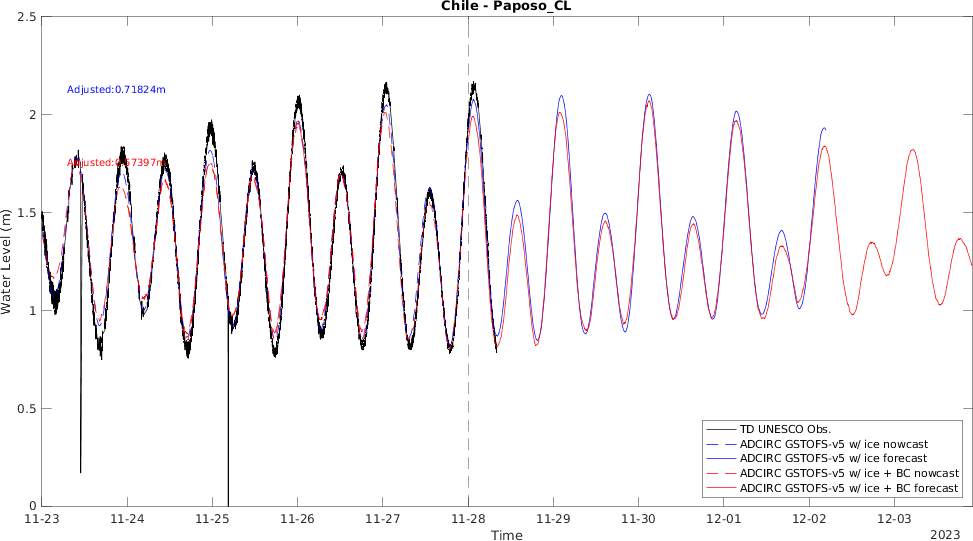 Chile - Paposo_CL
2.5
2
1.5
1
0.5
0
Water Level (m)
Adjusted:0.71824m
Adjusted:0.57397m
TD UNESCO Obs.
ADCIRC GSTOFS-v5 w/ ice nowcast
ADCIRC GSTOFS-v5 w/ ice forecast
ADCIRC GSTOFS-v5 w/ ice + BC nowcast
ADCIRC GSTOFS-v5 w/ ice + BC forecast
11-23 11-24 11-25 11-26 11-27 11-28 11-29 11-30 12-01 12-02 12-03
Time
2023